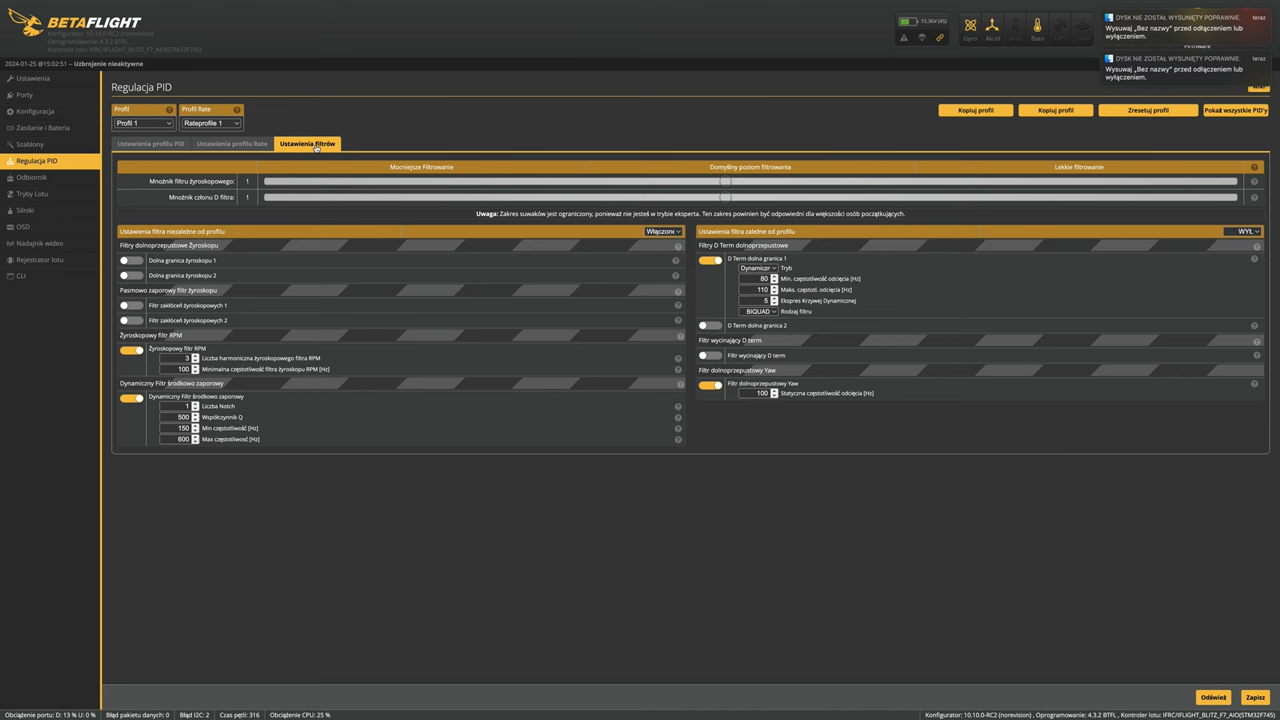 BETAFLIGHT
Konfigurator: 10.10.0-RC2 (norevision)
Oprogramowanie: 4.3.2 BTFL
Kontroler lotu: IFRC/IFLIGHT_BLITZ_F7_AIO(STM32F745)
15.36V (4S)
Gyro
Akcel
Baro
DYSK NIE ZOSTAŁ WYSUNIĘTY POPRAWNIE.
teraz
Wysuwaj „Bez nazwy” przed odłączeniem lub
wyłączeniem.
Firmware
DYSK NIE ZOSTAŁ WYSUNIĘTY POPRAWNIE.
teraz
Wysuwaj „Bez nazwy” przed odłączeniem lub
wyłączeniem.
2024-01-25 @15:02:51 – Uzbrojenie nieaktywne
Ustawienia
Porty
Konfiguracja
Zasilanie i Bateria
Szablony
Regulacja PID
Odbiornik
Tryby Lotu
Silniki
OSD
Nadajnik wideo
Rejestrator lotu
CLI
Regulacja PID
WIKI
Profil
Profil Rate
Profil 1
Rateprofile 1
Kopiuj profil
Kopiuj profil
Zresetuj profil
Pokaż wszystkie PID'y
Ustawienia profilu PID
Ustawienia profilu Rate
Ustawienia filtrów
Mocniejsze Filtrowanie
Domyślny poziom filtrowania
Lekkie filtrowanie
Mnożnik filtru żyroskopowego:
1
Mnożnik członu D filtra:
1
Uwaga: Zakres suwaków jest ograniczony, ponieważ nie jesteś w trybie eksperta. Ten zakres powinien być odpowiedni dla większości osób początkujących.
Ustawienia filtra niezależne od profilu
Włączone
Filtry dolnoprzepustowe Żyroskopu
Dolna granica żyroskopu 1
Dolna granica żyroskopu 2
Pasmowo zaporowy filtr żyroskopu
Filtr zakłóceń żyroskopowych 1
Filtr zakłóceń żyroskopowych 2
Żyroskopowy filtr RPM
Żyroskopowy filtr RPM
3 Liczba harmoniczna żyroskopowego filtra RPM
100 Minimalna częstotliwość filtra żyroskopu RPM [Hz]
Dynamiczny Filtr środkowo zaporowy
Dynamiczny Filtr środkowo zaporowy
1 Liczba Notch
500 Współczynnik Q
150 Min częstotliwość [Hz]
600 Max częstotliwosć [Hz]
Ustawienia filtra zależne od profilu
WYŁ
Filtry D Term dolnoprzepustowe
D Term dolna granica 1
Dynamiczn Tryb
80 Min. częstotliwość odcięcia [Hz]
110 Maks. częstotl. odcięcia [Hz]
5 Ekspres Krzywej Dynamicznej
BIQUAD Rodzaj filtru
D Term dolna granica 2
Filtr wycinający D term
Filtr wycinający D term
Filtr dolnoprzepustowy Yaw
Filtr dolnoprzepustowy Yaw
100 Statyczna częstotliwość odcięcia [Hz]
Odśwież
Zapisz
Obciążenie portu: D: 13 % U: 0 %
Błąd pakietu danych: 0
Błąd I2C: 2
Czas pętli: 316
Obciążenie CPU: 25 %
Konfigurator: 10.10.0-RC2 (norevision) , Oprogramowanie: 4.3.2 BTFL , Kontroler lotu: IFRC/IFLIGHT_BLITZ_F7_AIO(STM32F745)